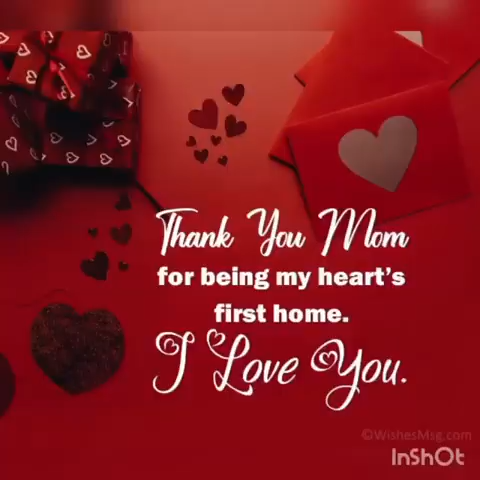 Thank You Mom
for being my heart's
first home.
I Love You.
©WishesMsg.com
InShOt